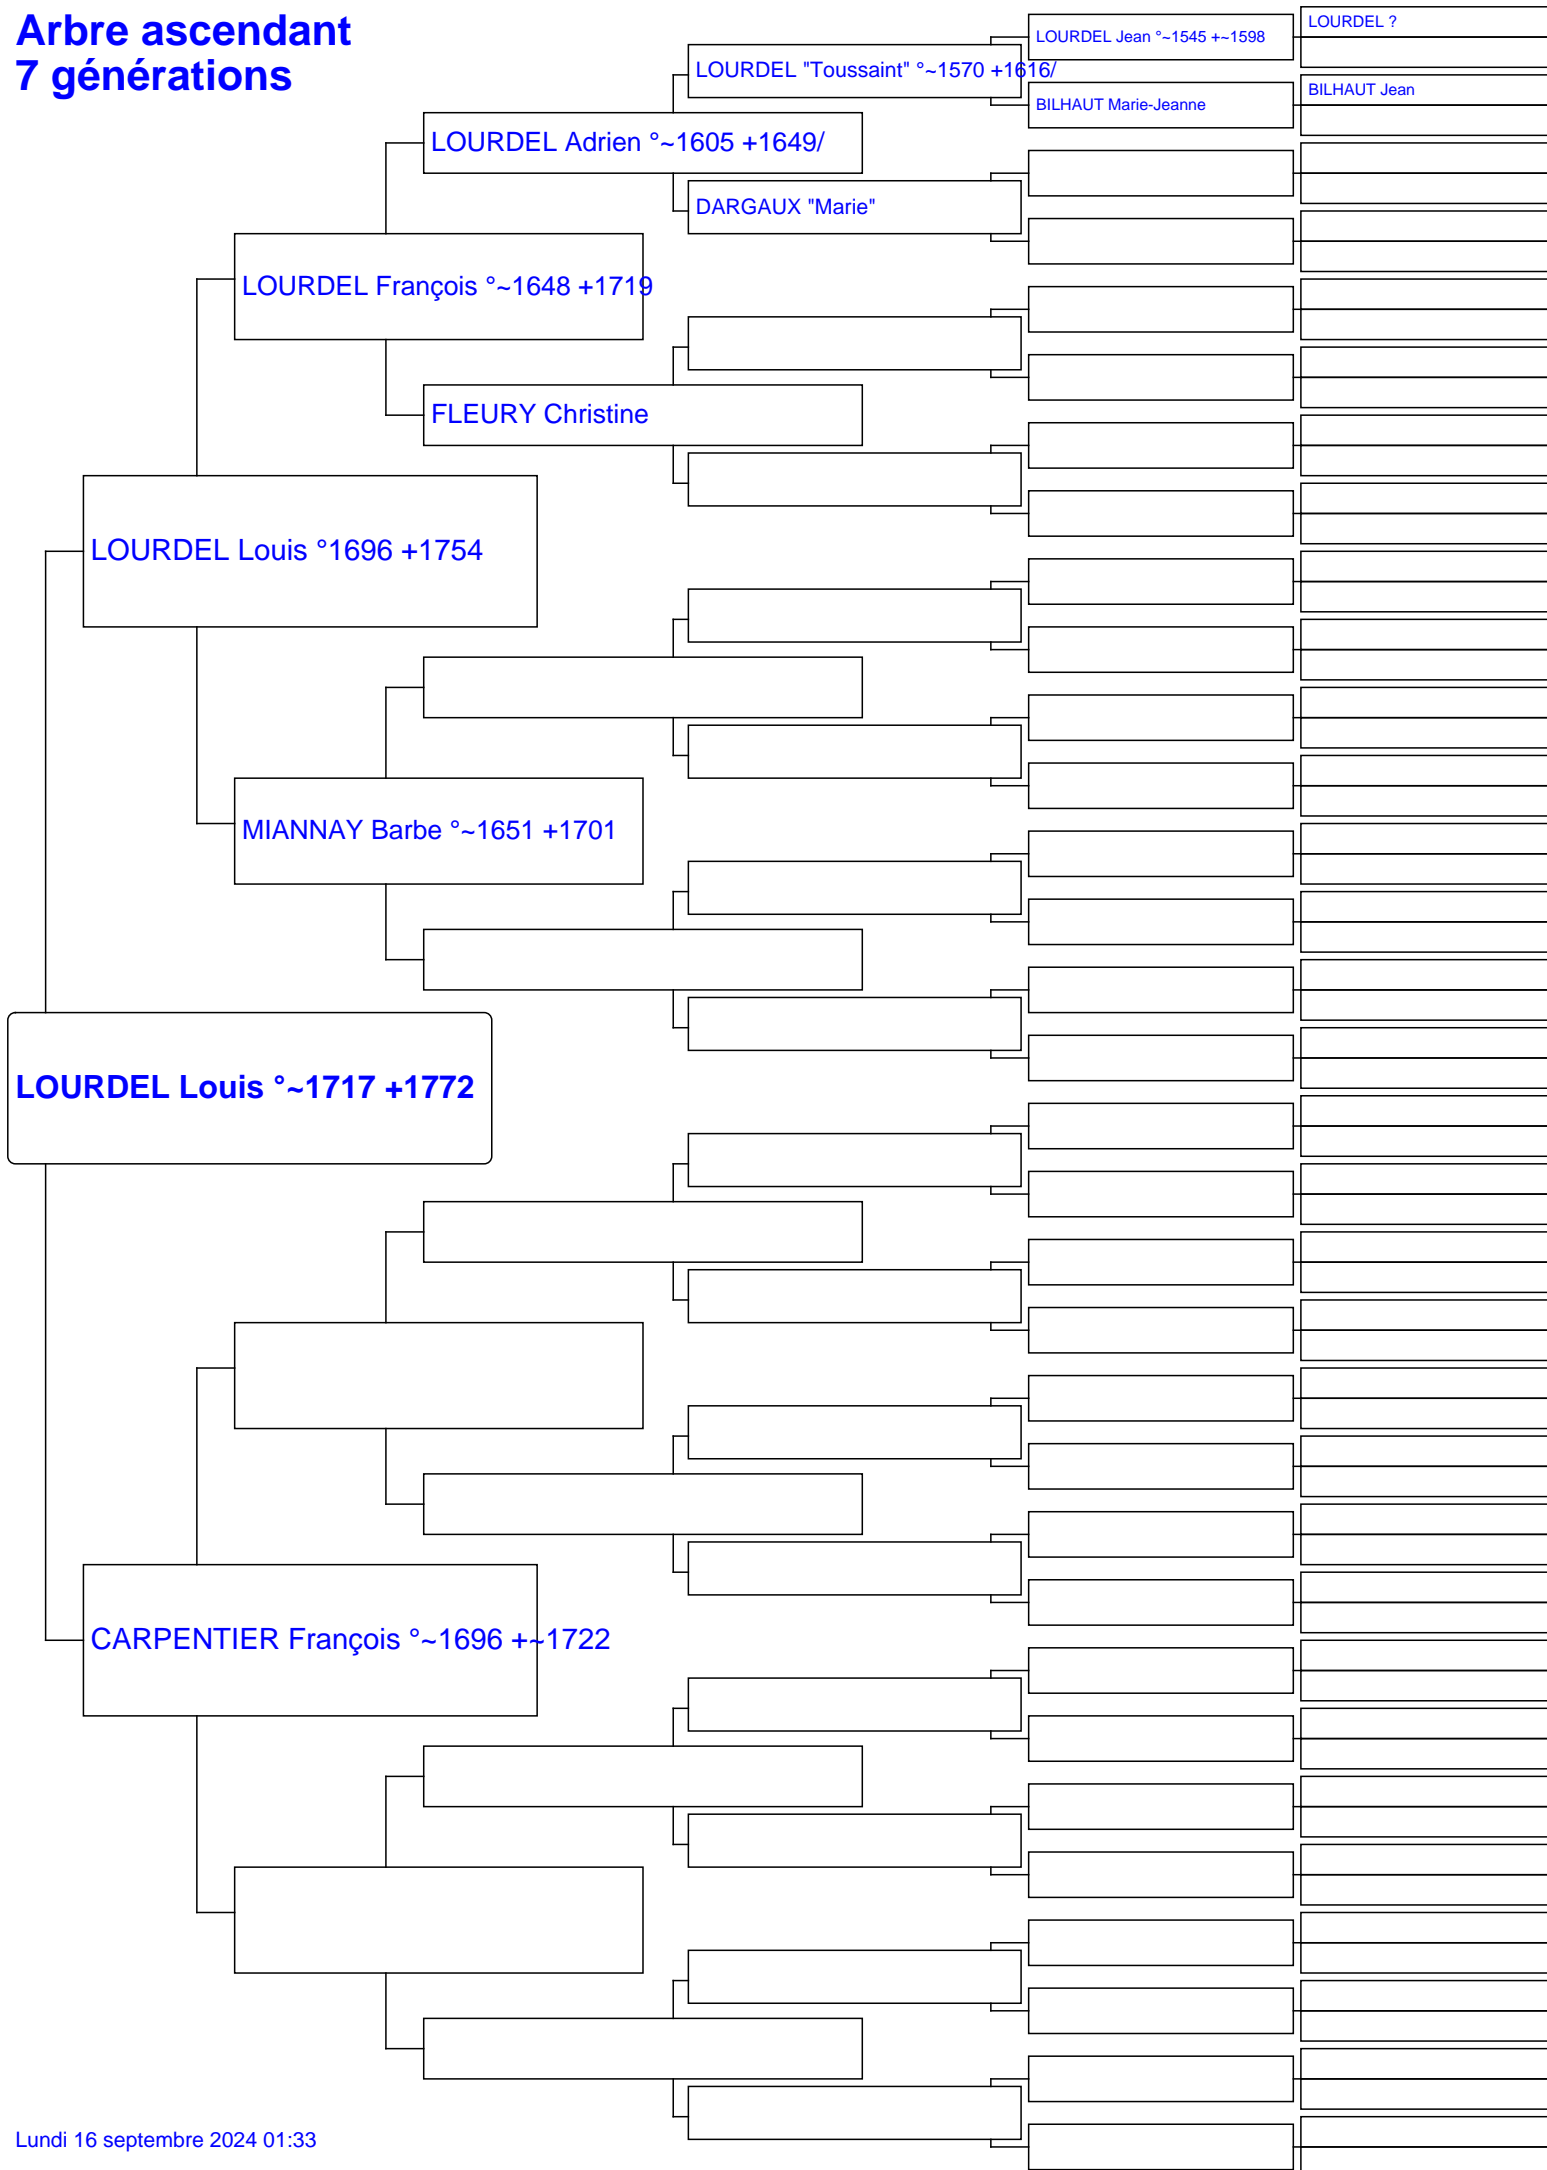 Arbre ascendant
7 générations
LOURDEL ?
LOURDEL Jean °~1545 +~1598
LOURDEL "Toussaint" °~1570 +1616/
BILHAUT Jean
BILHAUT Marie-Jeanne
LOURDEL Adrien °~1605 +1649/
DARGAUX "Marie"
LOURDEL François °~1648 +1719
FLEURY Christine
LOURDEL Louis °1696 +1754
MIANNAY Barbe °~1651 +1701
LOURDEL Louis °~1717 +1772
CARPENTIER François °~1696 +~1722
Lundi 16 septembre 2024 01:33